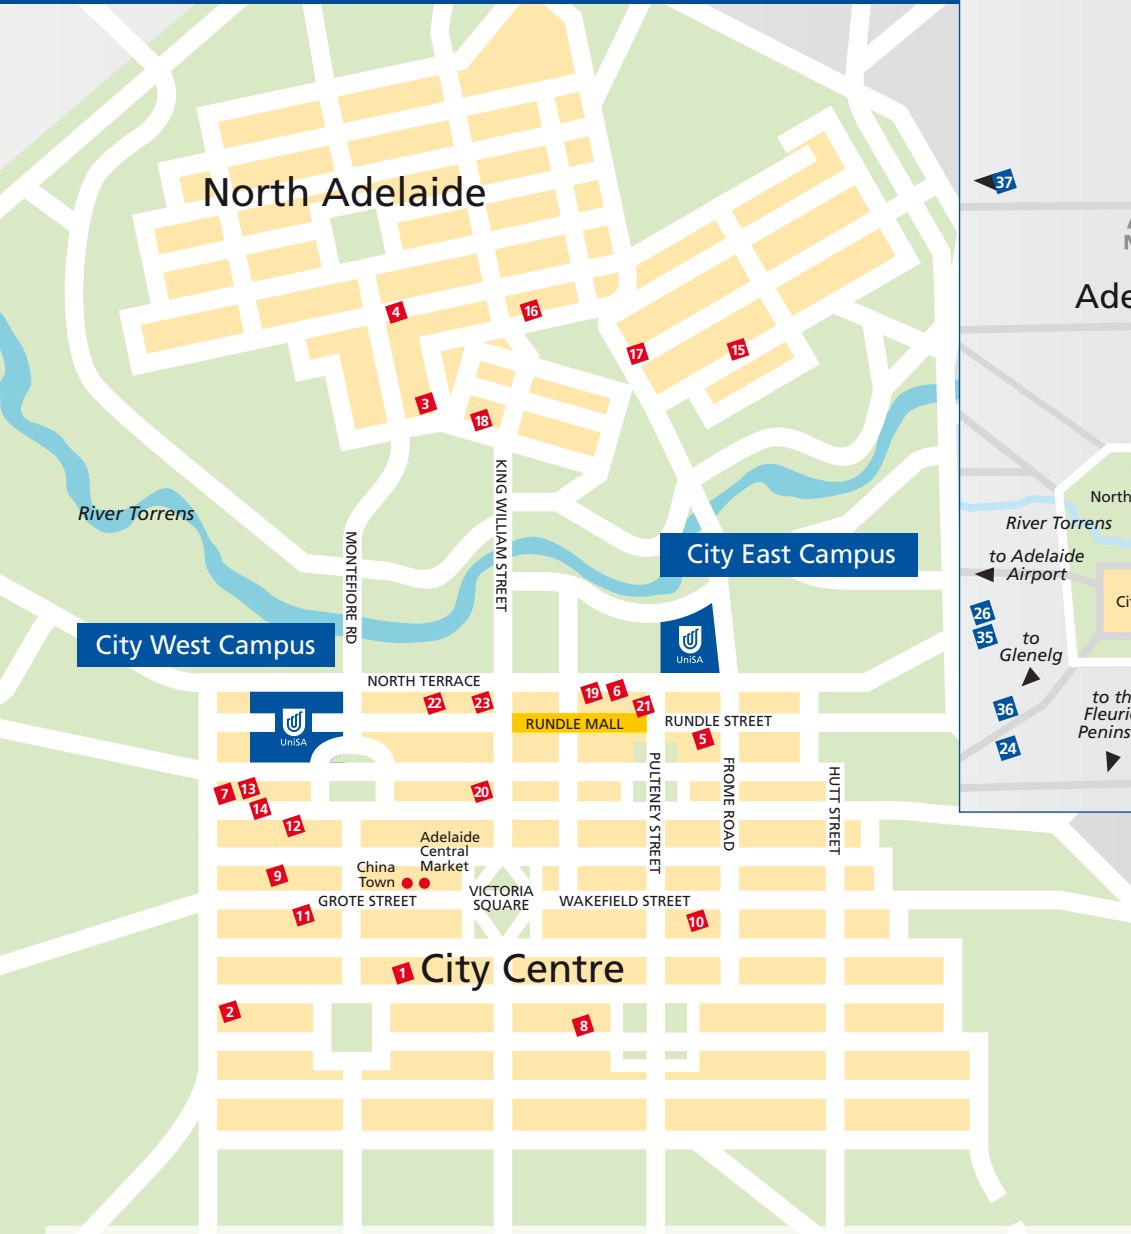 North Adelaide
4
16
17
15
3
18
River Torrens
KING WILLIAM STREET
MONTEFIORE RD
City East Campus
UniSA
City West Campus
UniSA
NORTH TERRACE
22
23
19
6
21
RUNDLE MALL
RUNDLE STREET
5
PULTENEY STREET
FROME ROAD
HUTT STREET
7
13
14
12
20
Adelaide
Central
Market
China
Town
9
VICTORIA
SQUARE
GROTE STREET
WAKEFIELD STREET
11
10
1
City Centre
2
8
37
Ade
North
River Torrens
to Adelaide
Airport
26
35
to
Glenelg
36
24
to th
Fleurie
Penins